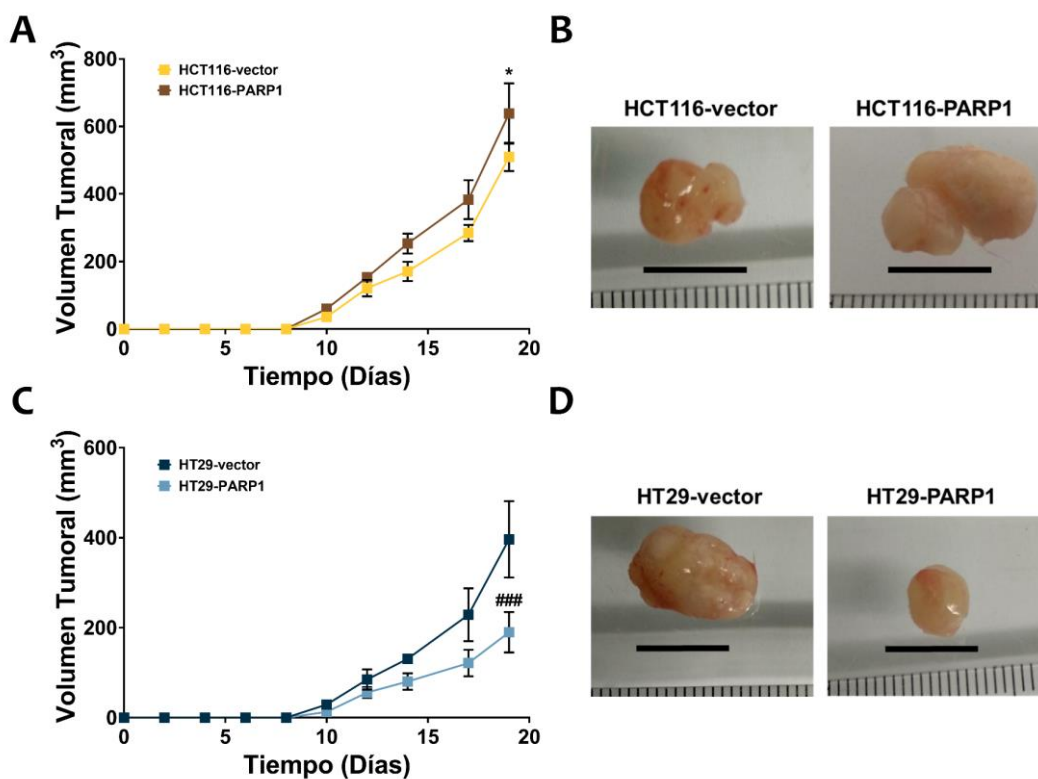 A
Volumen Tumoral (mm³)
800
600
400
200
0
HCT116-vector
HCT116-PARP1
*
0 5 10 15 20
Tiempo (Días)
B
HCT116-vector HCT116-PARP1
C
Volumen Tumoral (mm³)
600
400
200
0
HT29-vector
HT29-PARP1
###
0 5 10 15 20
Tiempo (Días)
D
HT29-vector HT29-PARP1